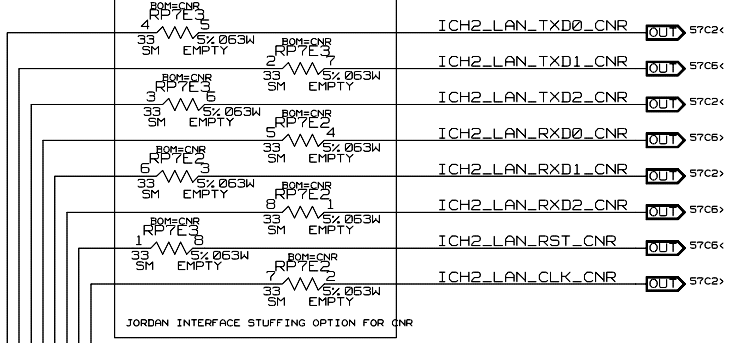 BOM=CNR
RP7E3
4 5
33 5% .063W
SM EMPTY
ICH2_LAN_TXD0_CNR OUT 57C2<
BOM=CNR
RP7E3
2 7
33 5% .063W
SM EMPTY
ICH2_LAN_TXD1_CNR OUT 57C6<
BOM=CNR
RP7E3
3 6
33 5% .063W
SM EMPTY
ICH2_LAN_TXD2_CNR OUT 57C2<
BOM=CNR
RP7E2
5 4
33 5% .063W
SM EMPTY
ICH2_LAN_RXD0_CNR OUT 57C6>
BOM=CNR
RP7E2
6 3
33 5% .063W
SM EMPTY
ICH2_LAN_RXD1_CNR OUT 57C2>
BOM=CNR
RP7E2
8 1
33 5% .063W
SM EMPTY
ICH2_LAN_RXD2_CNR OUT 57C6>
BOM=CNR
RP7E3
1 8
33 5% .063W
SM EMPTY
ICH2_LAN_RST_CNR OUT 57C6<
BOM=CNR
RP7E2
7 2
33 5% .063W
SM EMPTY
ICH2_LAN_CLK_CNR OUT 57C2>
JORDAN INTERFACE STUFFING OPTION FOR CNR